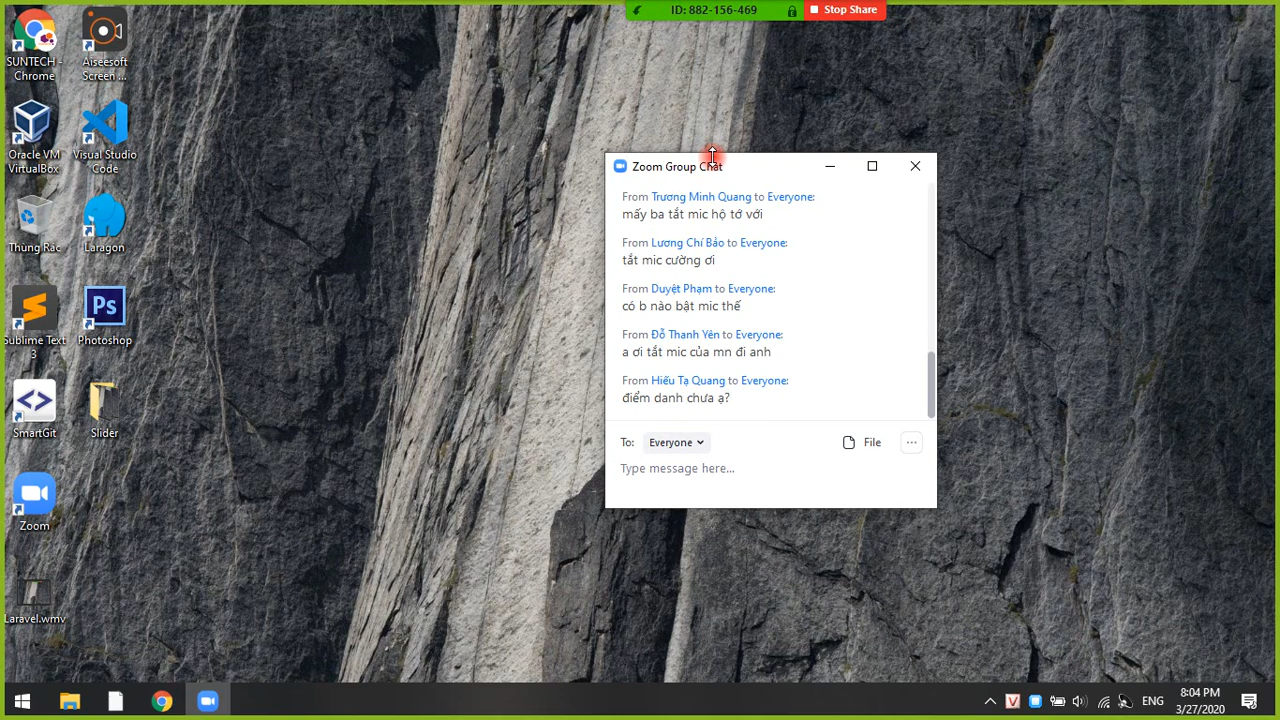 ID: 882-156-469
Stop Share
SUNTECH -
Chrome
Aiseesoft
Screen ...
Oracle VM
VirtualBox
Visual Studio
Code
Thùng Rác
Laragon
Sublime Text
3
Ps
Photoshop
SmartGit
Slider
Zoom
Laravel.wmv
Zoom Group Chat
From Trương Minh Quang to Everyone:
mấy ba tắt mic hộ tớ với
From Lương Chí Bảo to Everyone:
tắt mic cường ơi
From Duyệt Phạm to Everyone:
có b nào bật mic thế
From Đỗ Thanh Yên to Everyone:
a ơi tắt mic của mn đi anh
From Hiếu Tạ Quang to Everyone:
điểm danh chưa ạ?
To: Everyone
File
Type message here...
V
ENG
8:04 PM
3/27/2020